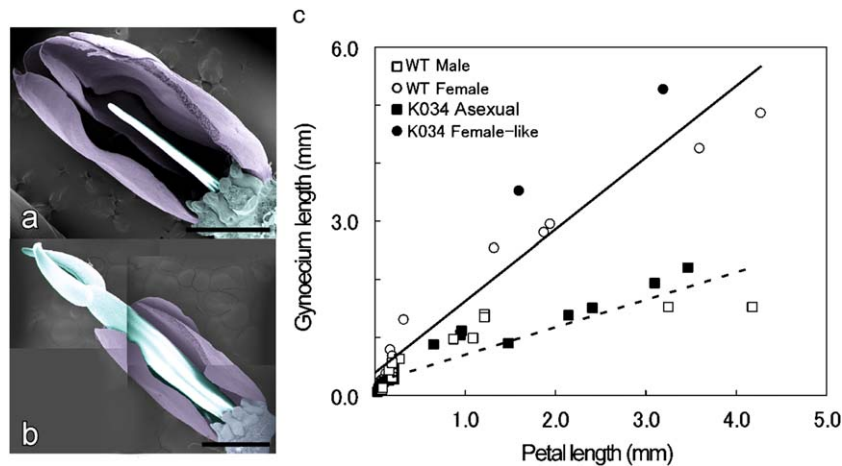 a
b
c
WT Male
WT Female
K034 Asexual
K034 Female-like
6.0
3.0
0.0
1.0
2.0
3.0
4.0
5.0
Gynoecium length (mm)
Petal length (mm)